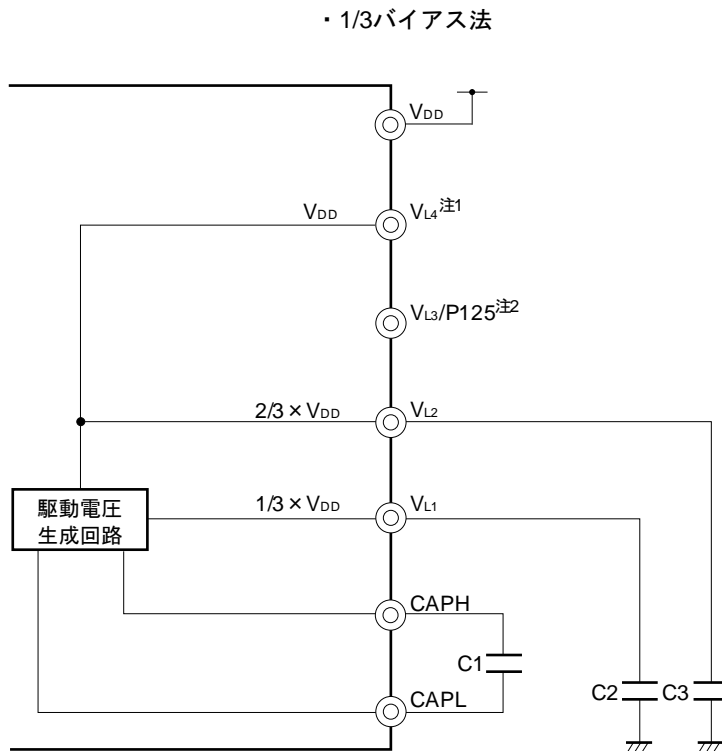 ・1/3バイアス法
VDD
VDD
VL4注1
VL3/P125注2
2/3×VDD
VL2
駆動電圧
生成回路
1/3×VDD
VL1
CAPH
C1
C2
C3
CAPL